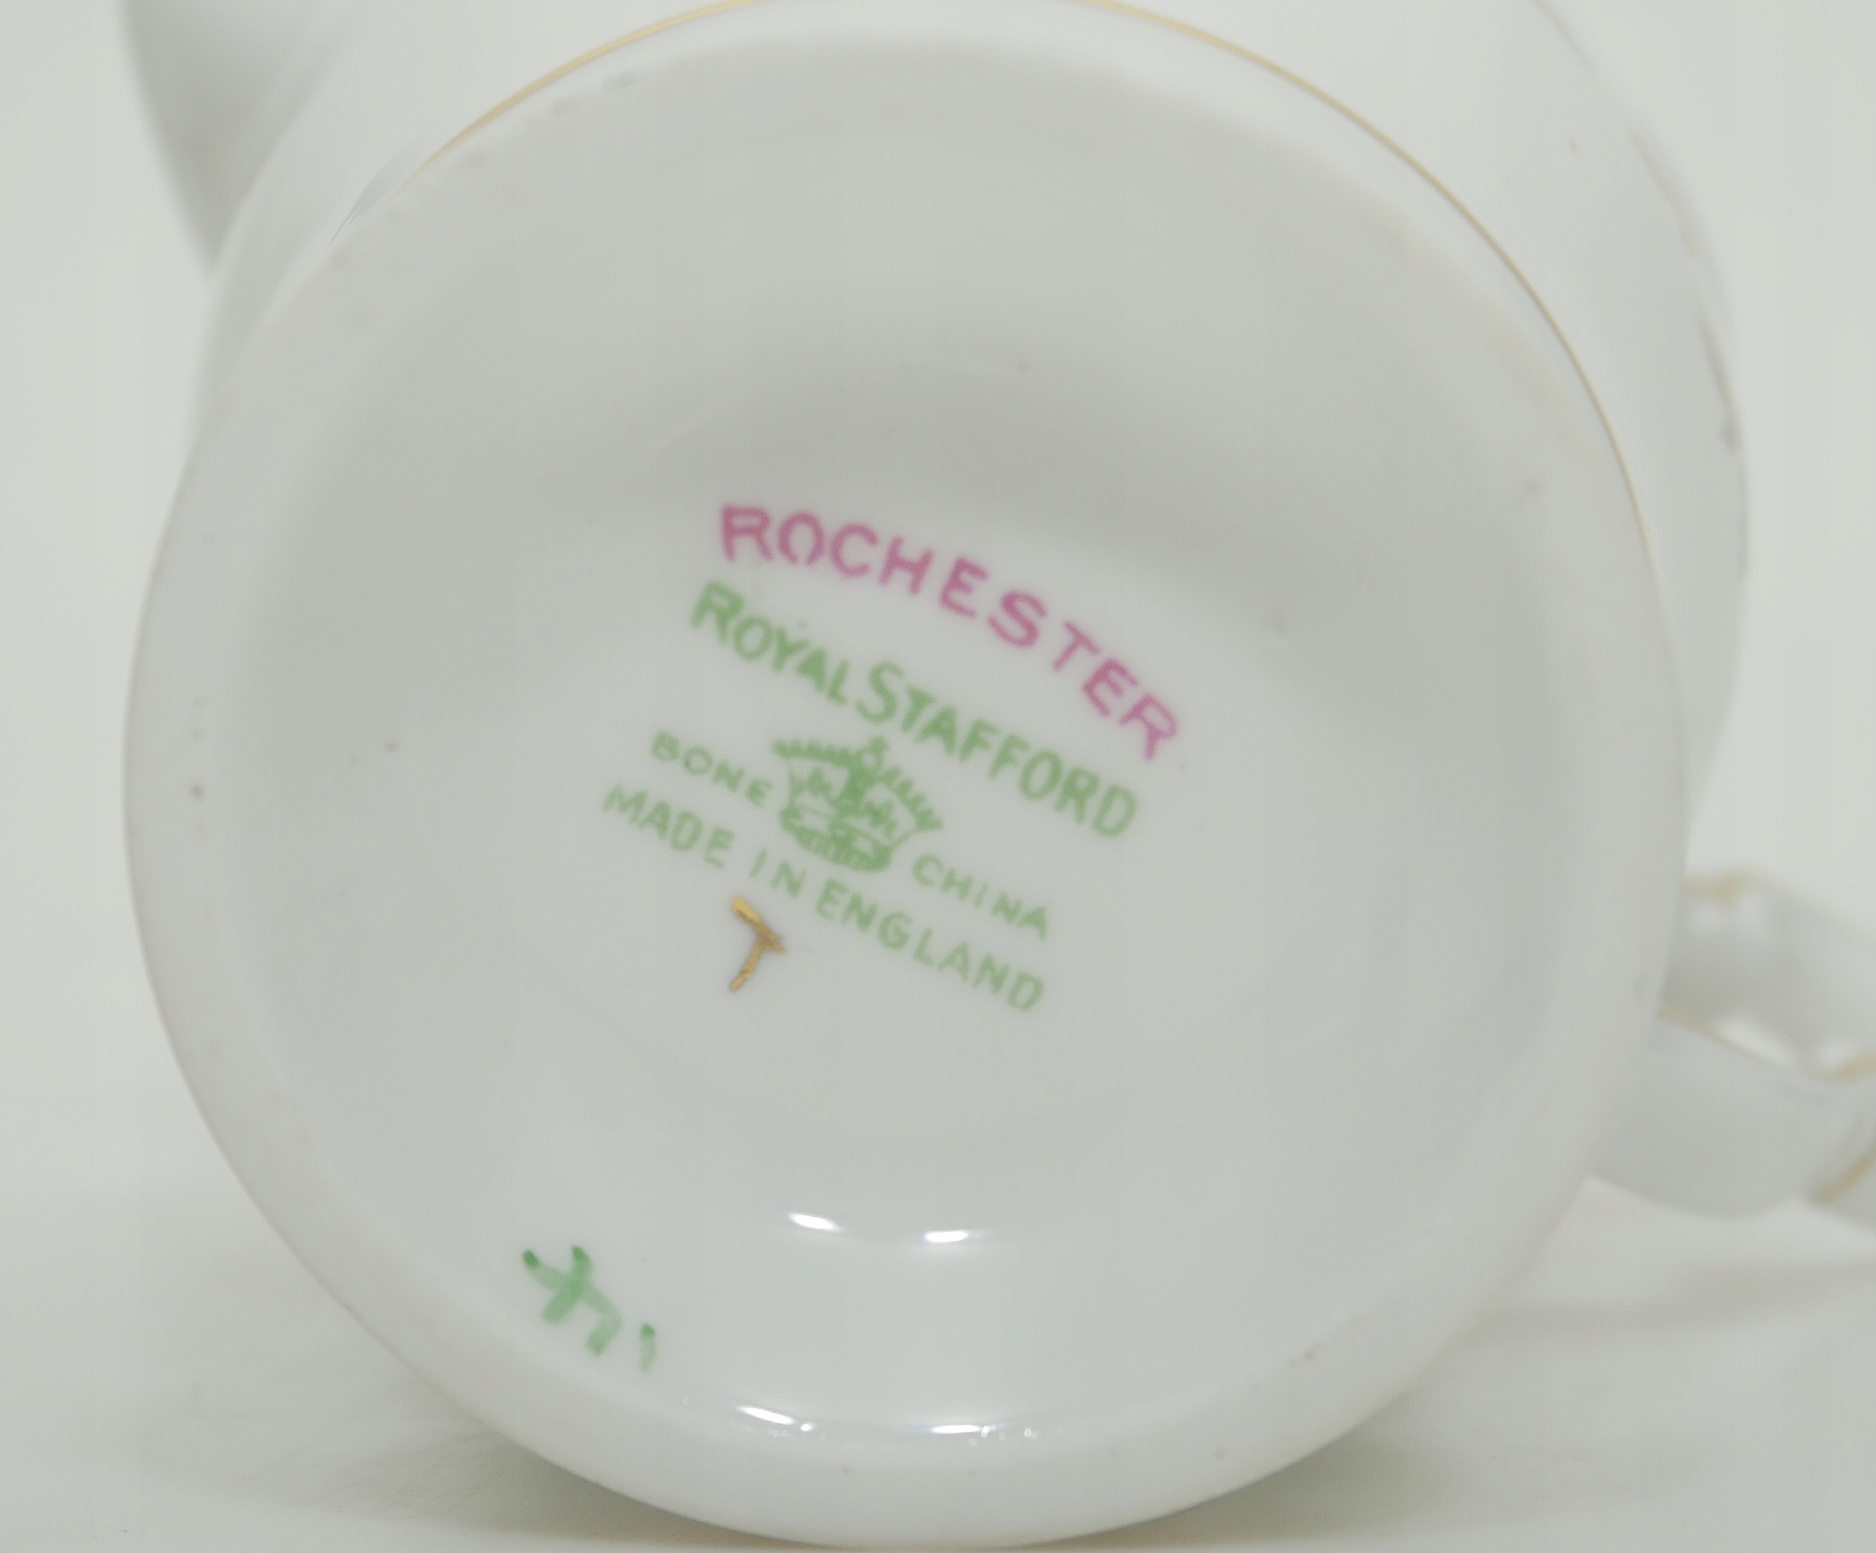 ROCHESTER
ROYAL STAFFORD
BONE CHINA
MADE IN ENGLAND